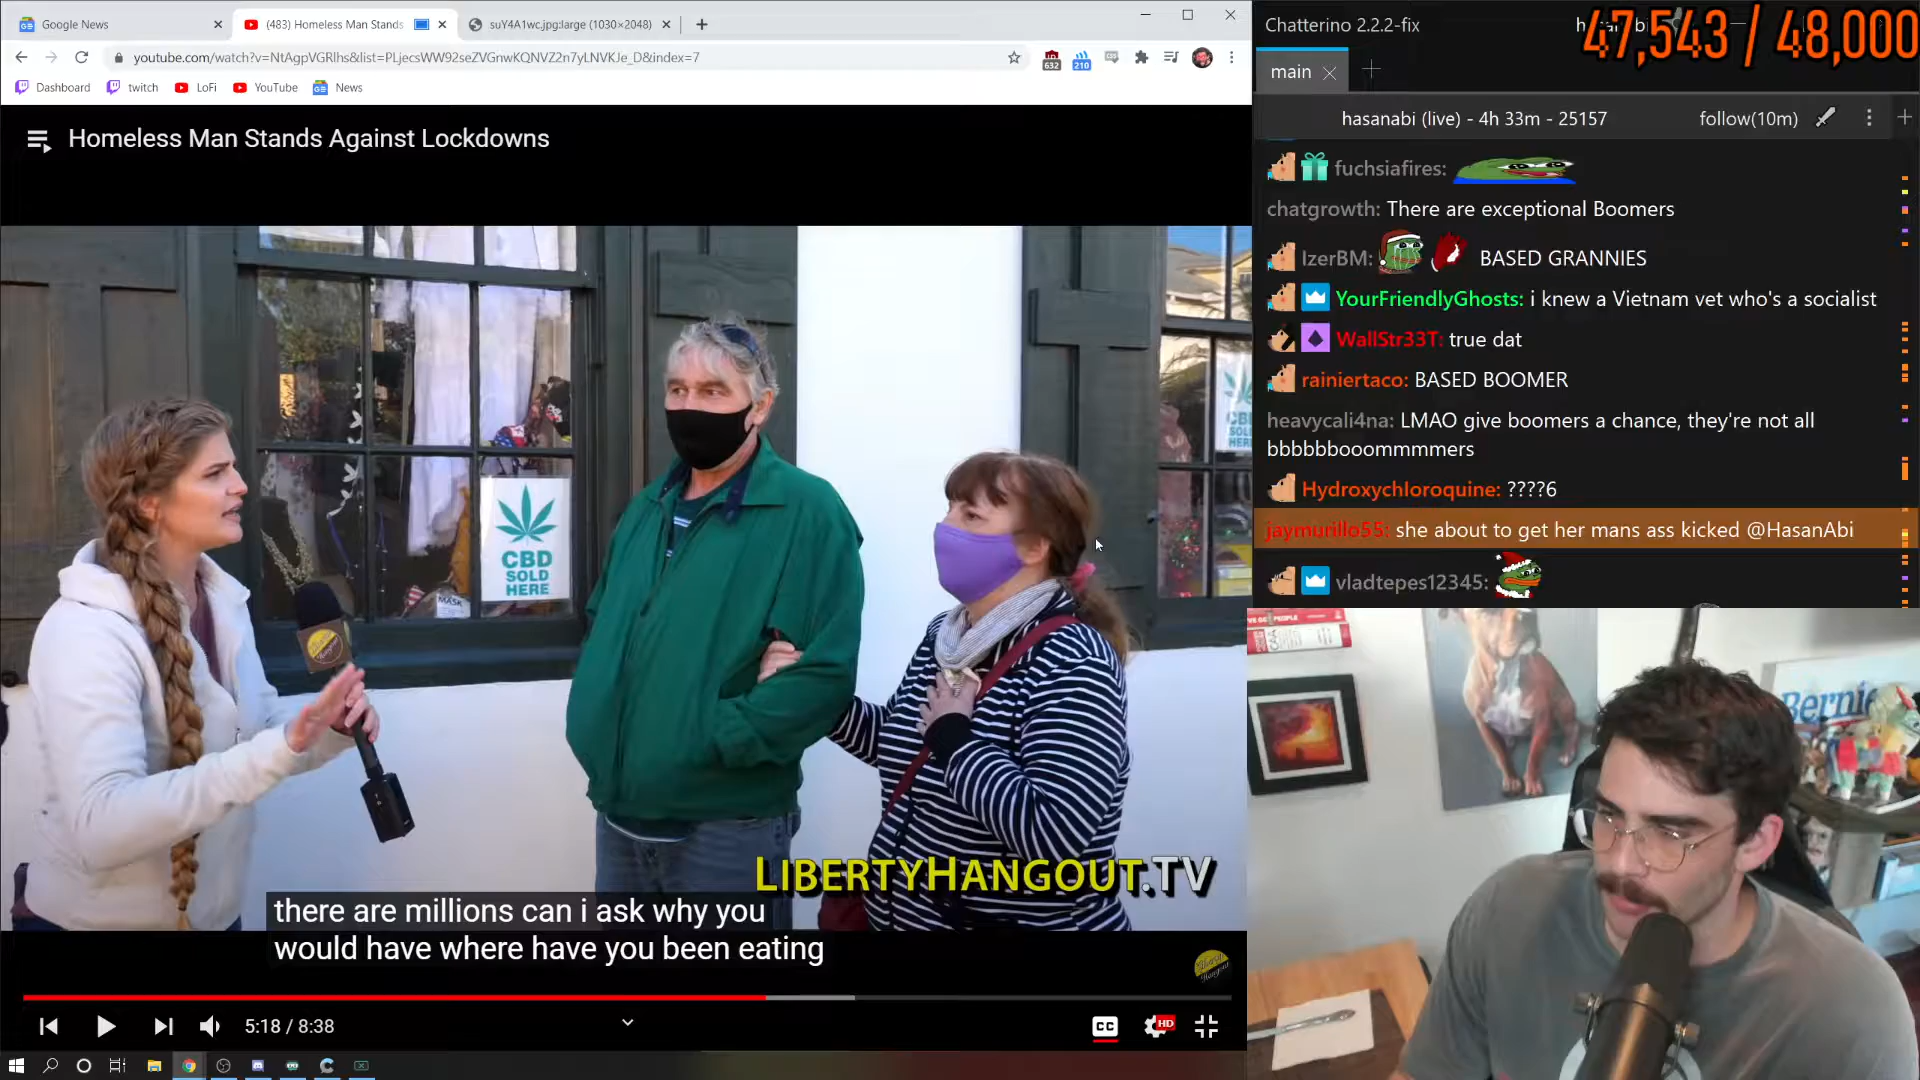 Google News
(483) Homeless Man Stands
suY4A1wc.jpg:large (1030×2048)
youtube.com/watch?v=NtAgpVGRlhs&list=PLjecsWW92seZVGnwKQNVZ2n7yLNVKJe_D&index=7
632
210
Dashboard
twitch
LoFi
YouTube
News
Homeless Man Stands Against Lockdowns
CBD
SOLD
HERE
MASK
LIBERTYHANGOUT.TV
there are millions can i ask why you
would have where have you been eating
5:18 / 8:38
CC
HD
Chatterino 2.2.2-fix
47,543 / 48,000
main
hasanabi (live) - 4h 33m - 25157
follow(10m)
fuchsiafires:
chatgrowth: There are exceptional Boomers
IzerBM: BASED GRANNIES
YourFriendlyGhosts: i knew a Vietnam vet who's a socialist
WallStr33T: true dat
rainiertaco: BASED BOOMER
heavycali4na: LMAO give boomers a chance, they're not all
bbbbbbooommmmers
Hydroxychloroquine: ????6
jaymurillo55: she about to get her mans ass kicked @HasanAbi
vladtepes12345:
Bernie